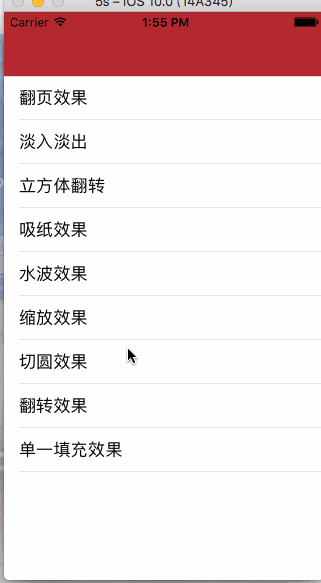 5s – iOS 10.0 (14A345)
Carrier 1:55 PM
翻页效果
淡入淡出
立方体翻转
吸纸效果
水波效果
缩放效果
切圆效果
翻转效果
单一填充效果